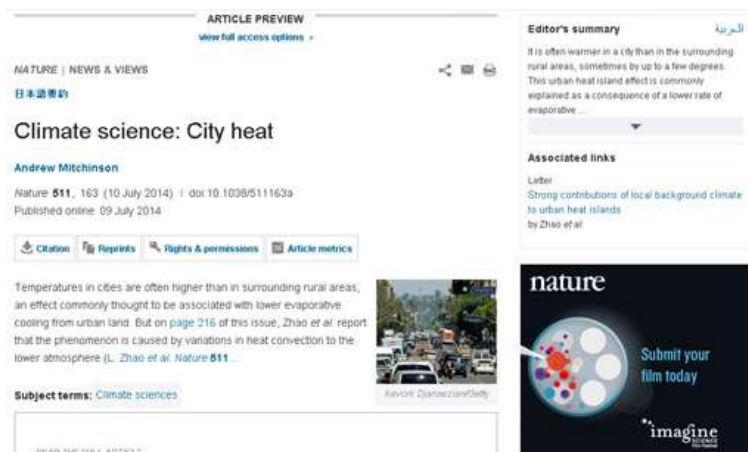 ARTICLE PREVIEW
view full access options
NATURE | NEWS & VIEWS
日本語要約
Climate science: City heat
Andrew Mitchinson
Nature 511, 163 (10 July 2014) | doi:10.1038/511163a
Published online 09 July 2014
Citation Reprints Rights & permissions Article metrics
Temperatures in cities are often higher than in surrounding rural areas,
an effect commonly thought to be associated with lower evaporative
cooling from urban land. But on page 216 of this issue, Zhao et al. report
that the phenomenon is caused by variations in heat convection to the
lower atmosphere (L. Zhao et al. Nature 511 ...
Kevork Djansezian/Getty
Subject terms: Climate sciences
READ THE FULL ARTICLE
Editor's summary
العربية
It is often warmer in a city than in the surrounding
rural areas, sometimes by up to a few degrees.
This urban heat island effect is commonly
explained as a consequence of a lower rate of
evaporative ...
Associated links
Letter
Strong contributions of local background climate
to urban heat islands
by Zhao et al.
nature
Submit your
film today
imagine